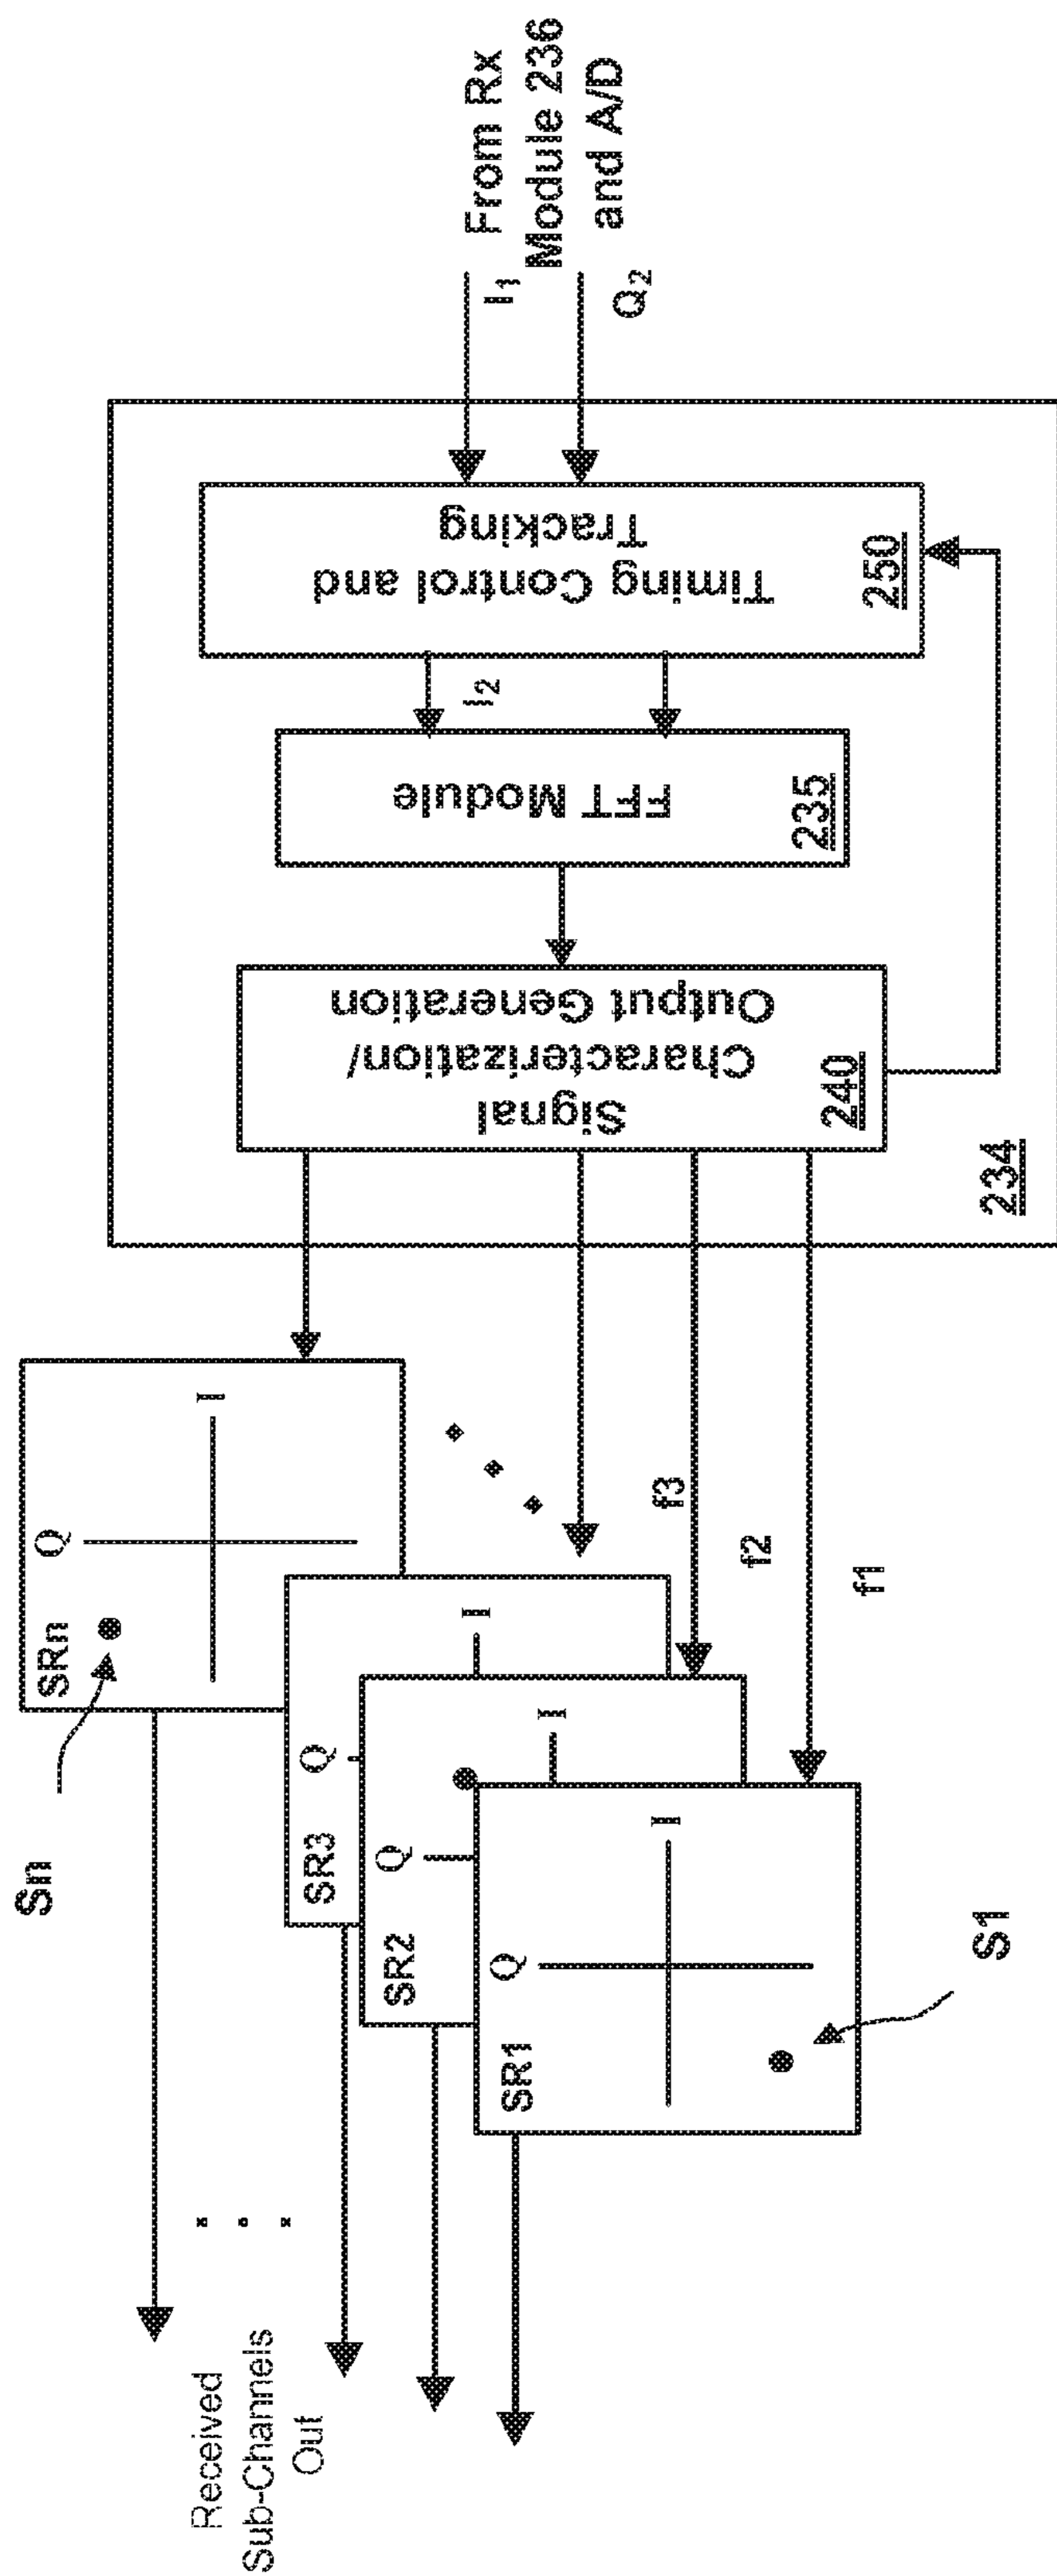 Received
Sub-Channels
Out
Sn
SRn
Q
I
SR3
Q
I
SR2
Q
I
SR1
Q
I
S1
f3
f2
f1
Signal
Characterization/
Output Generation
240
234
FFT Module
235
I2
Timing Control and
Tracking
250
I1
Q2
From Rx
Module 236
and A/D